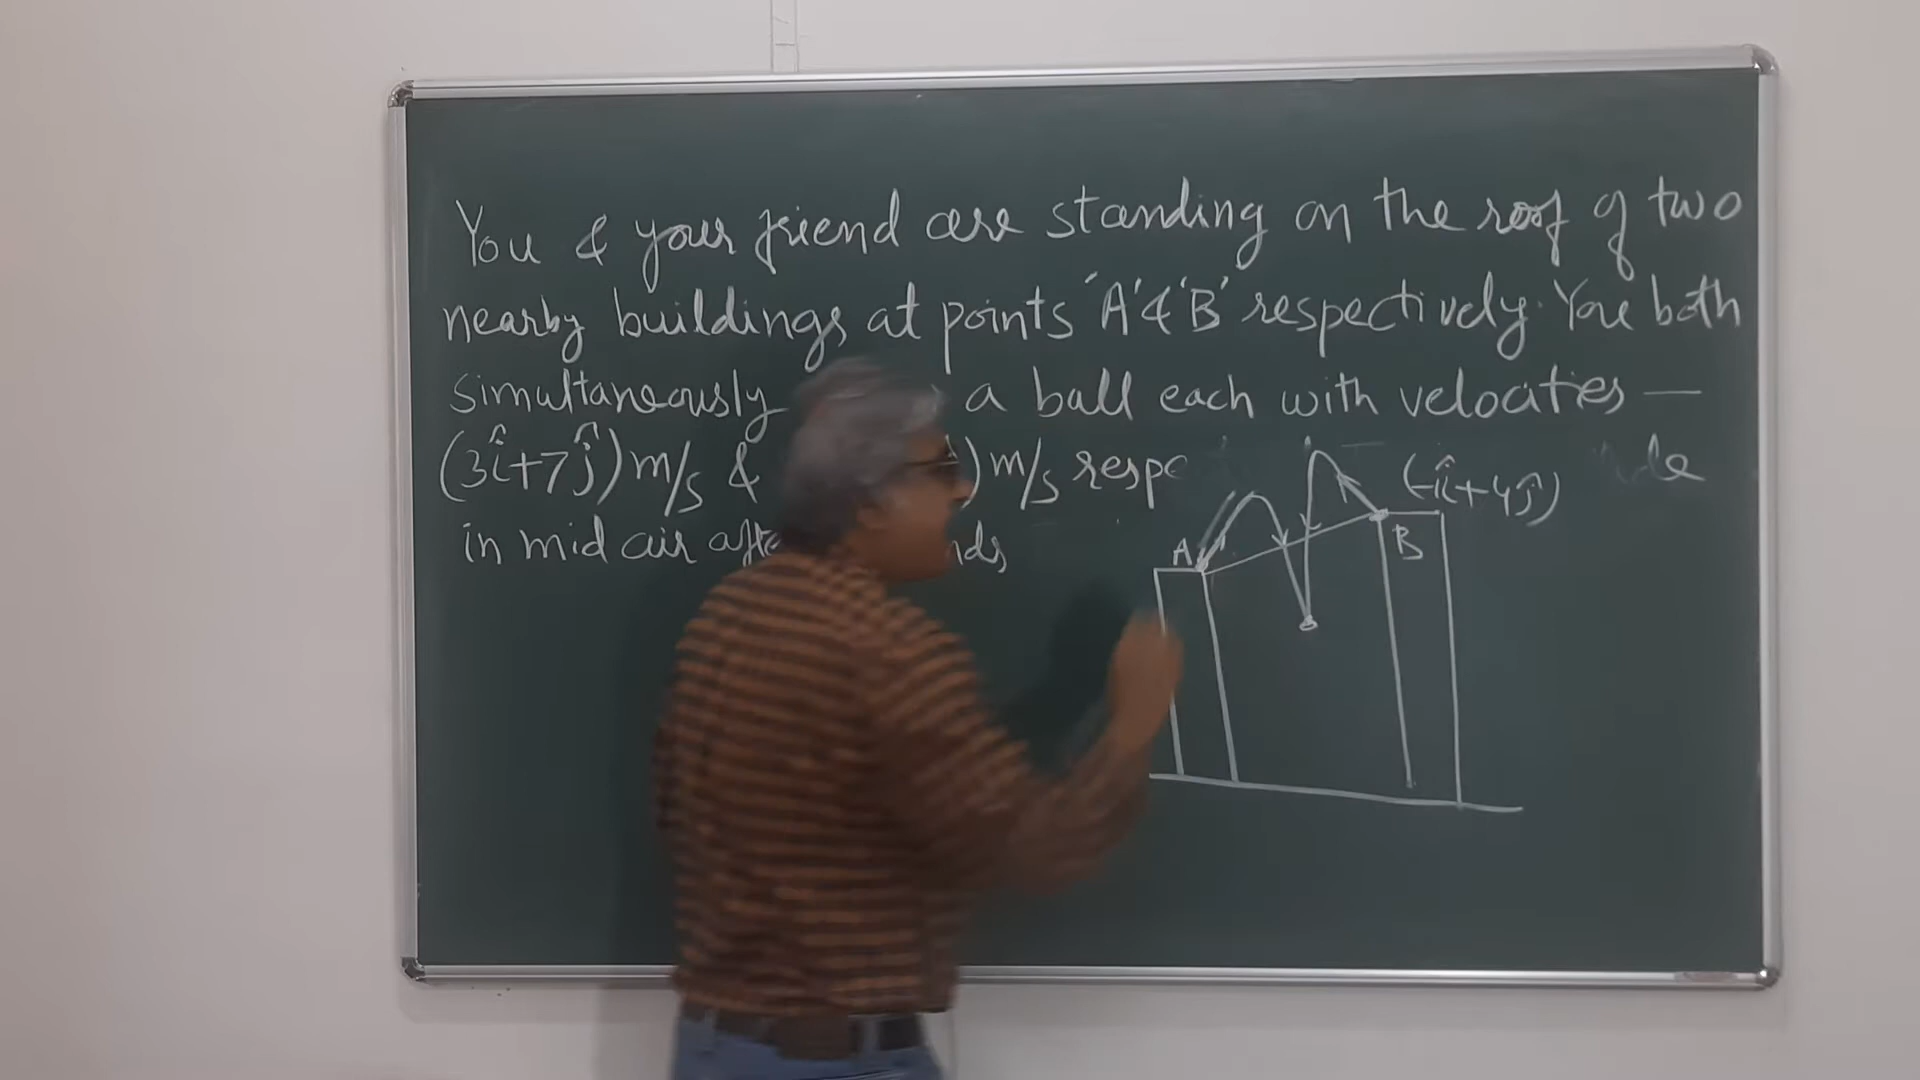 You & your friend are standing on the roof of two
nearby buildings at points 'A' & 'B' respectively. You both
simultaneously a ball each with velocities —
(3î+7ĵ) m/s & ) m/s
in mid air
A
B
(-î+4ĵ)